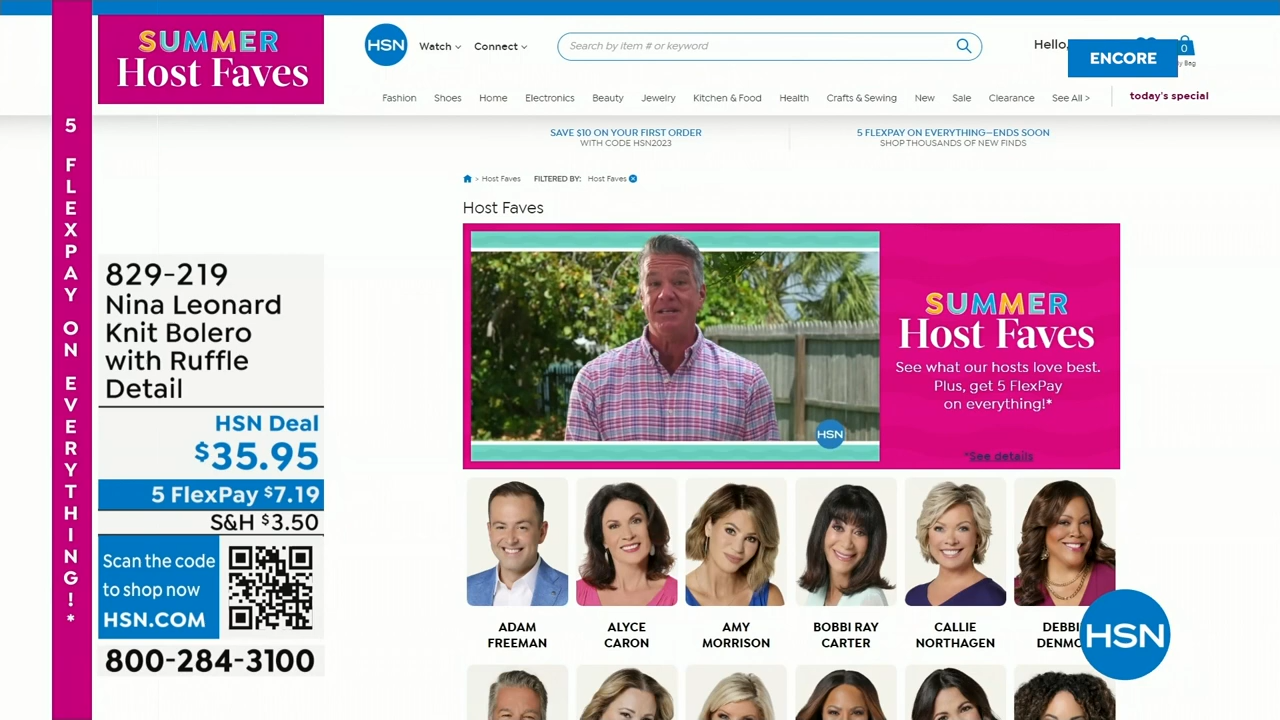 5 FLEXPAY ON EVERYTHING!*
SUMMER
Host Faves
829-219
Nina Leonard
Knit Bolero
with Ruffle
Detail
HSN Deal
$35.95
5 FlexPay $7.19
S&H $3.50
Scan the code
to shop now
HSN.COM
800-284-3100
HSN
Watch
Connect
Search by item # or keyword
Hello,
ENCORE
0
Bag
Fashion
Shoes
Home
Electronics
Beauty
Jewelry
Kitchen & Food
Health
Crafts & Sewing
New
Sale
Clearance
See All >
today's special
SAVE $10 ON YOUR FIRST ORDER
WITH CODE HSN2023
5 FLEXPAY ON EVERYTHING—ENDS SOON
SHOP THOUSANDS OF NEW FINDS
> Host Faves
FILTERED BY: Host Faves
Host Faves
HSN
SUMMER
Host Faves
See what our hosts love best.
Plus, get 5 FlexPay
on everything!*
*See details
ADAM
FREEMAN
ALYCE
CARON
AMY
MORRISON
BOBBI RAY
CARTER
CALLIE
NORTHAGEN
HSN